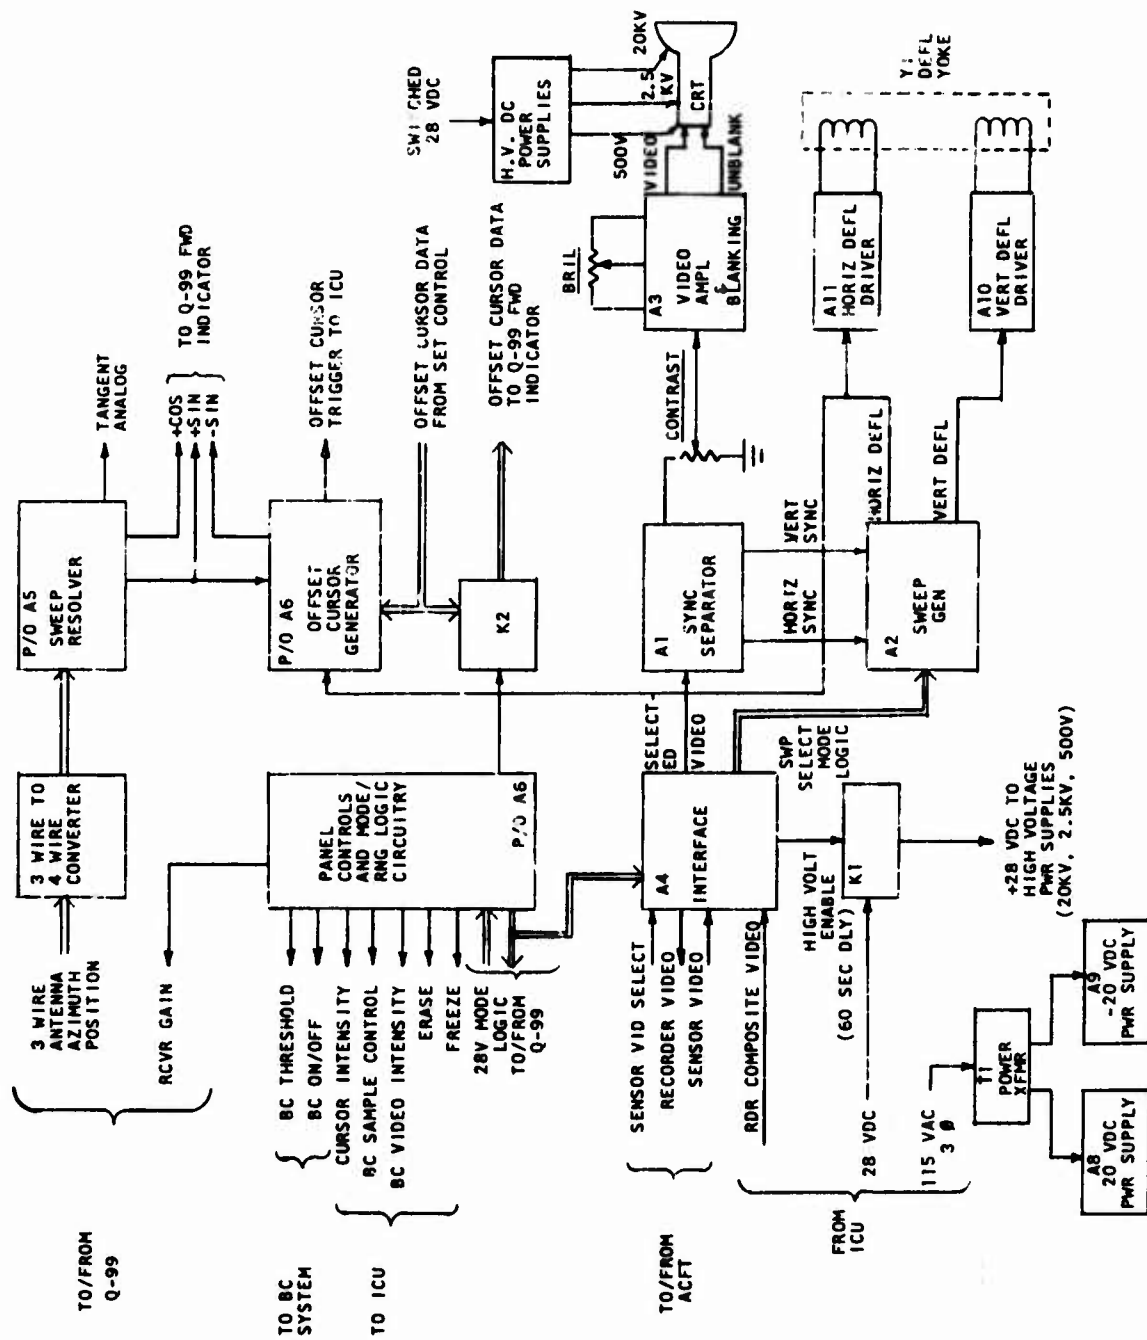 TO/FROM
Q-99
3 WIRE
ANTENNA
AZIMUTH
POSITION
RCVR GAIN
3 WIRE TO
4 WIRE
CONVERTER
P/O A5
SWEEP
RESOLVER
TANGENT
ANALOG
+COS
+SIN
-SIN
TO Q-99 FWD
INDICATOR
TO BC
SYSTEM
BC THRESHOLD
BC ON/OFF
TO ICU
CURSOR INTENSITY
BC SAMPLE CONTROL
BC VIDEO INTENSITY
ERASE
FREEZE
28V MODE
LOGIC
TO/FROM
Q-99
PANEL
CONTROLS
AND MODE/
RNG LOGIC
CIRCUITRY
P/O A6
P/O A6
OFFSET
CURSOR
GENERATOR
OFFSET CURSOR
TRIGGER TO ICU
OFFSET CURSOR DATA
FROM SET CONTROL
K2
OFFSET CURSOR DATA
TO Q-99 FWD
INDICATOR
SWITCHED
28 VDC
H.V. DC
POWER
SUPPLIES
500V
2.5
KV
20KV
CRT
VIDEO
UNBLANK
TO/FROM
ACFT
SENSOR VID SELECT
RECORDER VIDEO
SENSOR VIDEO
RDR COMPOSITE VIDEO
A4
INTERFACE
SELECT-
ED
VIDEO
A1
SYNC
SEPARATOR
CONTRAST
BRIL
A3
VIDEO
AMPL
&
BLANKING
HORIZ
SYNC
VERT
SYNC
SWP
SELECT
MODE
LOGIC
A2
SWEEP
GEN
HORIZ DEFL
VERT DEFL
A11
HORIZ DEFL
DRIVER
A10
VERT DEFL
DRIVER
DEFL
YOKE
HIGH VOLT
ENABLE
(60 SEC DLY)
K1
FROM
ICU
28 VDC
115 VAC
3 Ø
+28 VDC TO
HIGH VOLTAGE
PWR SUPPLIES
(20KV, 2.5KV, 500V)
T1
POWER
XFMR
A8
20 VDC
PWR SUPPLY
A9
-20 VDC
PWR SUPPLY